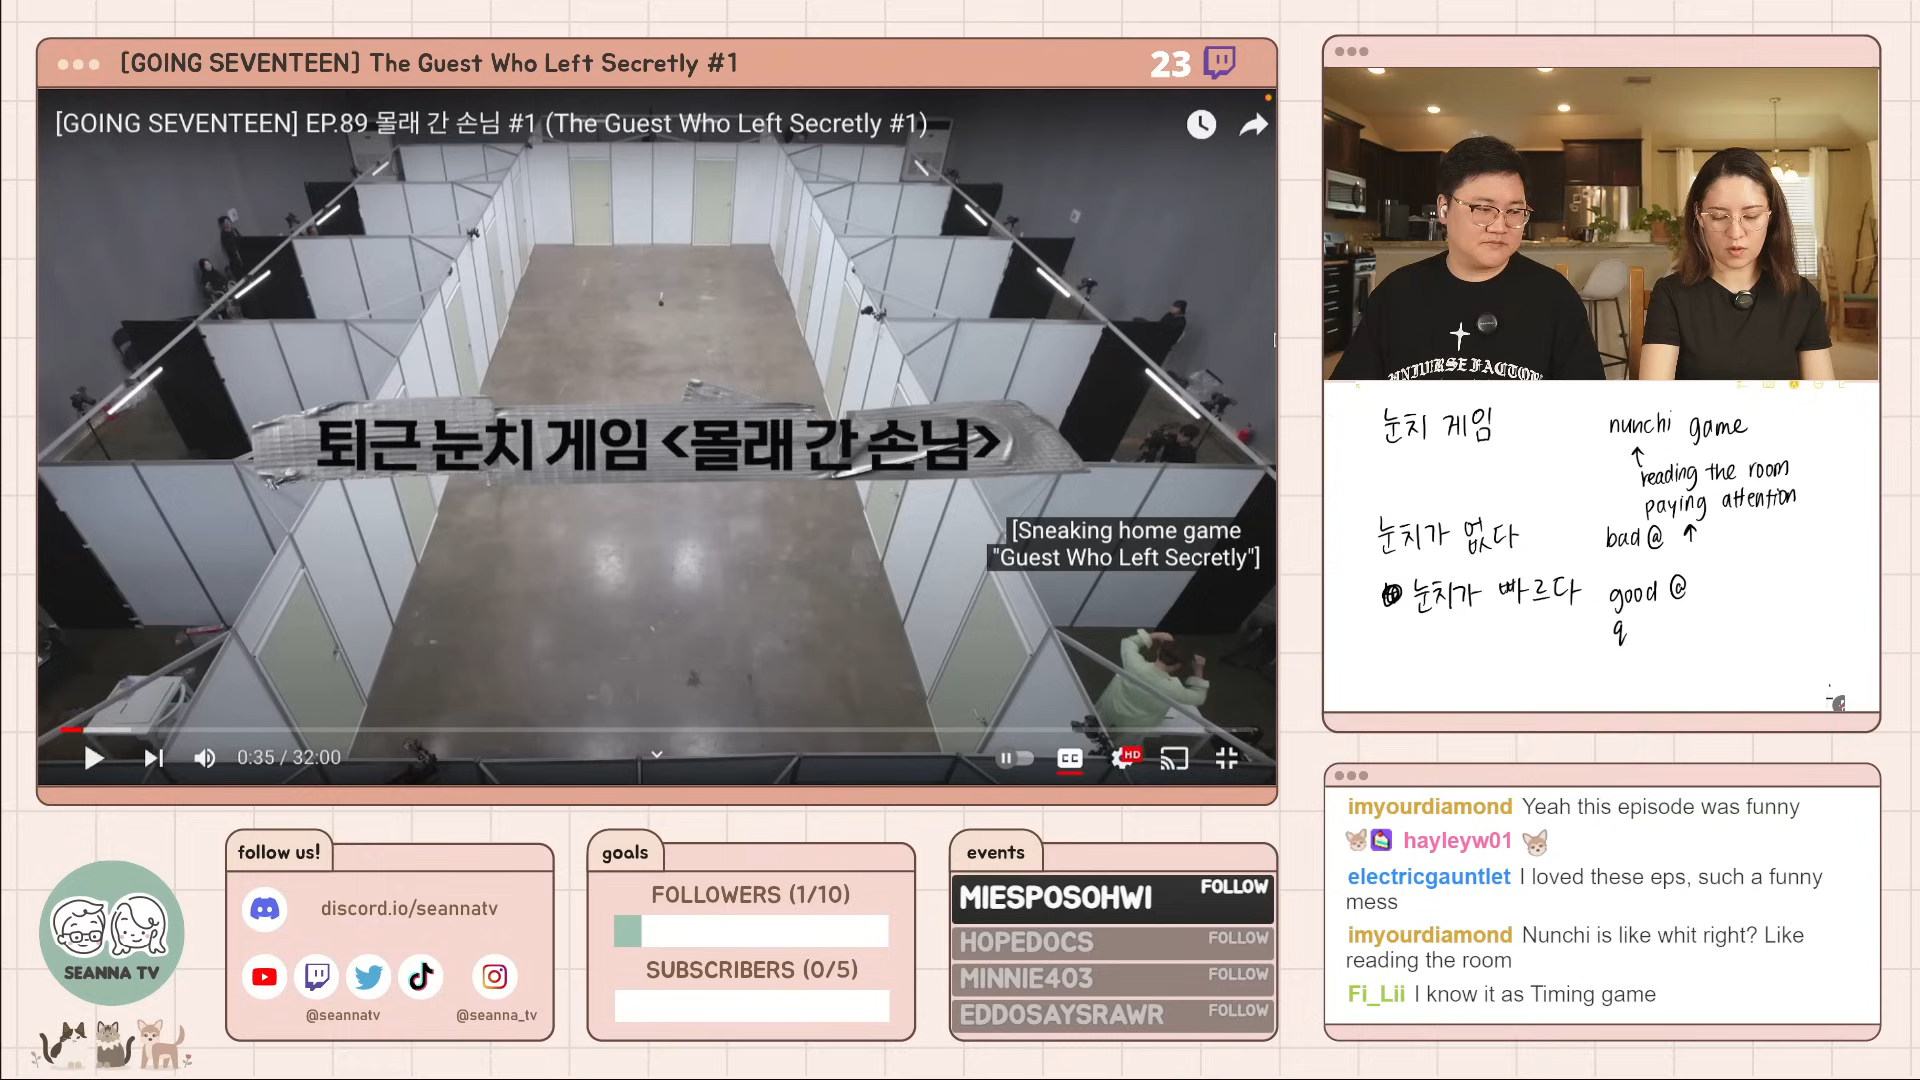 [GOING SEVENTEEN] The Guest Who Left Secretly #1
23
[GOING SEVENTEEN] EP.89 몰래 간 손님 #1 (The Guest Who Left Secretly #1)
퇴근 눈치 게임 <몰래 간 손님>
[Sneaking home game
"Guest Who Left Secretly"]
0:35 / 32:00
CC
HD
UNIVERSE FACTORY
눈치 게임
nunchi game
↑
reading the room
paying attention
눈치가 없다
bad @ ↑
눈치가 빠르다
good @
q
imyourdiamond Yeah this episode was funny
hayleyw01
electricgauntlet I loved these eps, such a funny
mess
imyourdiamond Nunchi is like whit right? Like
reading the room
Fi_Lii I know it as Timing game
SEANNA TV
follow us!
discord.io/seannatv
@seannatv
@seanna_tv
goals
FOLLOWERS (1/10)
SUBSCRIBERS (0/5)
events
MIESPOSOHWI FOLLOW
HOPEDOCS FOLLOW
MINNIE403 FOLLOW
EDDOSAYSRAWR FOLLOW